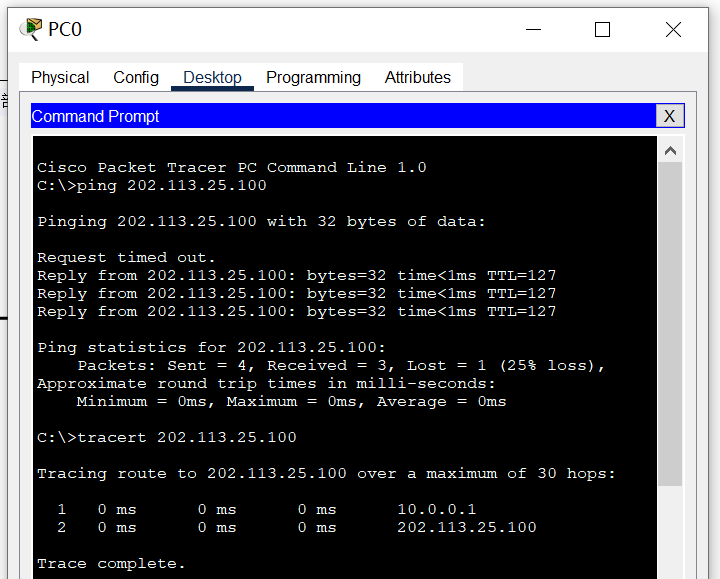 PC0
Physical Config Desktop Programming Attributes
Command Prompt X
Cisco Packet Tracer PC Command Line 1.0
C:\>ping 202.113.25.100
Pinging 202.113.25.100 with 32 bytes of data:
Request timed out.
Reply from 202.113.25.100: bytes=32 time<1ms TTL=127
Reply from 202.113.25.100: bytes=32 time<1ms TTL=127
Reply from 202.113.25.100: bytes=32 time<1ms TTL=127
Ping statistics for 202.113.25.100:
Packets: Sent = 4, Received = 3, Lost = 1 (25% loss),
Approximate round trip times in milli-seconds:
Minimum = 0ms, Maximum = 0ms, Average = 0ms
C:\>tracert 202.113.25.100
Tracing route to 202.113.25.100 over a maximum of 30 hops:
1 0 ms 0 ms 0 ms 10.0.0.1
2 0 ms 0 ms 0 ms 202.113.25.100
Trace complete.